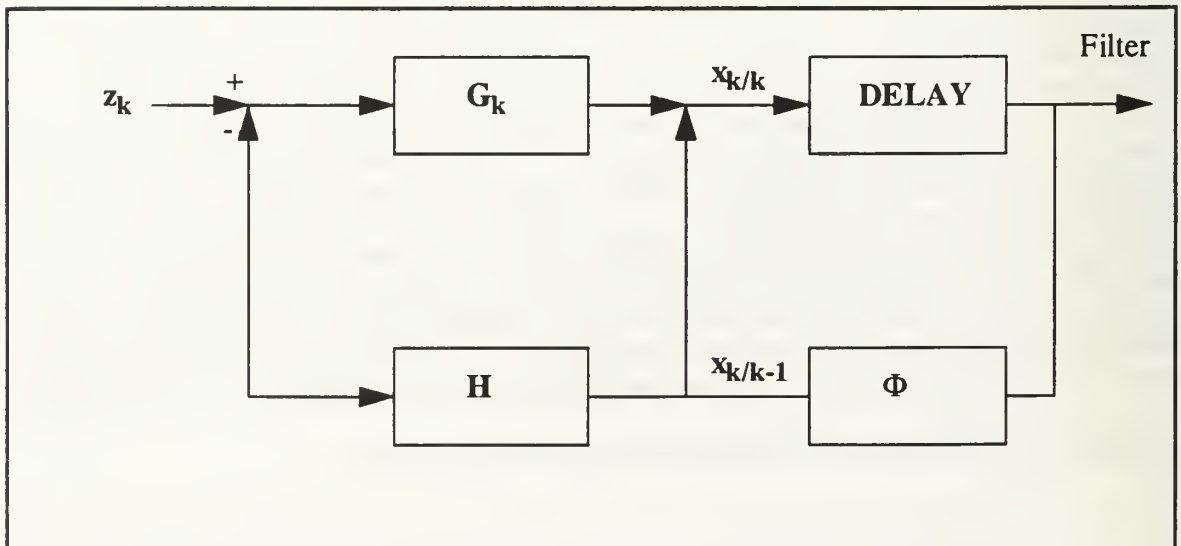 Filter
+
z_k
-
G_k
x_k/k
DELAY
H
x_k/k-1
Φ